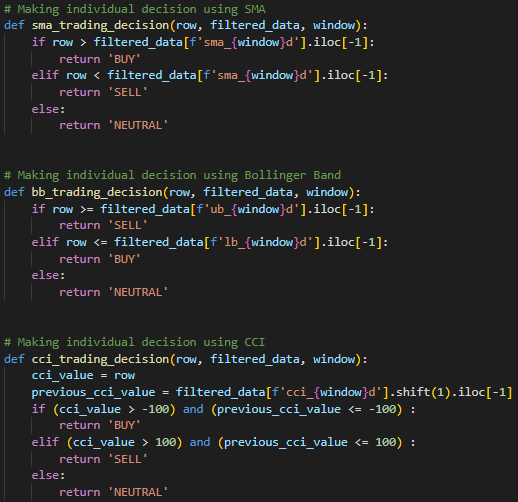 # Making individual decision using SMA
def sma_trading_decision(row, filtered_data, window):
    if row > filtered_data[f'sma_{window}d'].iloc[-1]:
        return 'BUY'
    elif row < filtered_data[f'sma_{window}d'].iloc[-1]:
        return 'SELL'
    else:
        return 'NEUTRAL'
# Making individual decision using Bollinger Band
def bb_trading_decision(row, filtered_data, window):
    if row >= filtered_data[f'ub_{window}d'].iloc[-1]:
        return 'SELL'
    elif row <= filtered_data[f'lb_{window}d'].iloc[-1]:
        return 'BUY'
    else:
        return 'NEUTRAL'
# Making individual decision using CCI
def cci_trading_decision(row, filtered_data, window):
    cci_value = row
    previous_cci_value = filtered_data[f'cci_{window}d'].shift(1).iloc[-1]
    if (cci_value > -100) and (previous_cci_value <= -100) :
        return 'BUY'
    elif (cci_value > 100) and (previous_cci_value <= 100) :
        return 'SELL'
    else:
        return 'NEUTRAL'